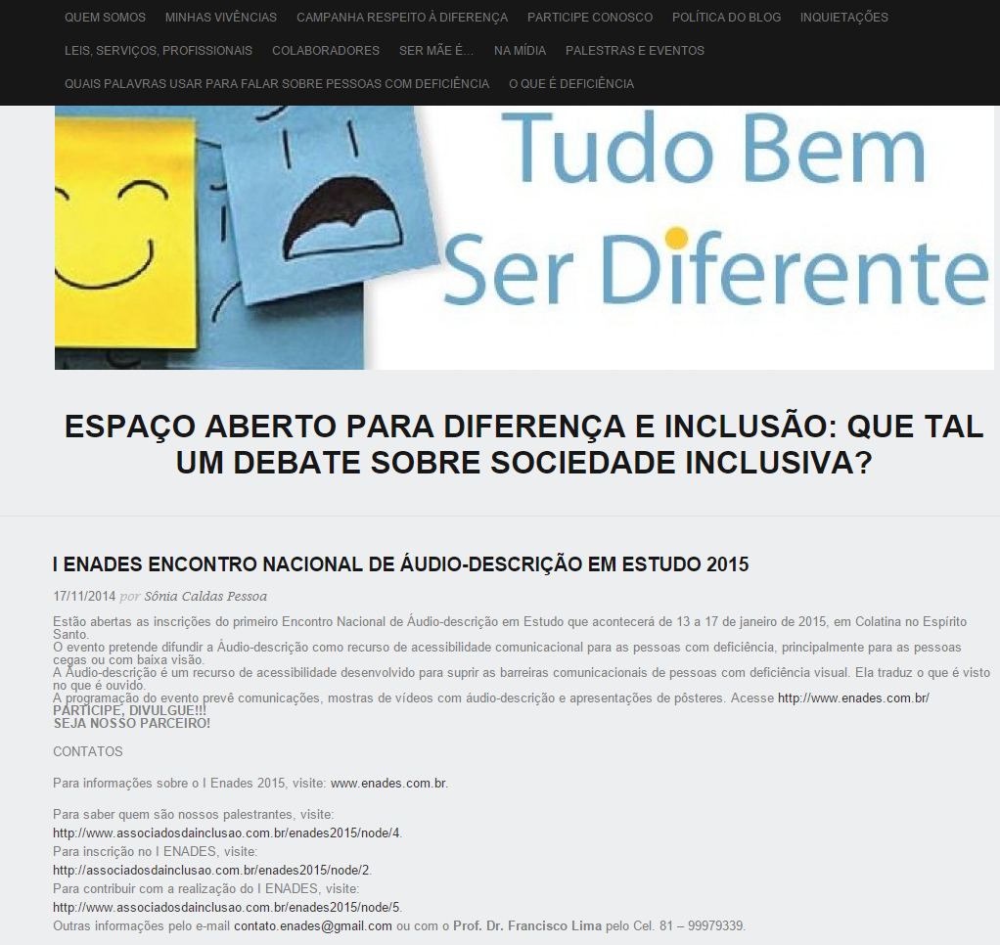 QUEM SOMOS MINHAS VIVÊNCIAS CAMPANHA RESPEITO À DIFERENÇA PARTICIPE CONOSCO POLÍTICA DO BLOG INQUIETAÇÕES
LEIS, SERVIÇOS, PROFISSIONAIS COLABORADORES SER MÃE É... NA MÍDIA PALESTRAS E EVENTOS
QUAIS PALAVRAS USAR PARA FALAR SOBRE PESSOAS COM DEFICIÊNCIA O QUE É DEFICIÊNCIA
Tudo Bem
Ser Diferente
ESPAÇO ABERTO PARA DIFERENÇA E INCLUSÃO: QUE TAL
UM DEBATE SOBRE SOCIEDADE INCLUSIVA?
I ENADES ENCONTRO NACIONAL DE ÁUDIO-DESCRIÇÃO EM ESTUDO 2015
17/11/2014 por Sônia Caldas Pessoa
Estão abertas as inscrições do primeiro Encontro Nacional de Áudio-descrição em Estudo que acontecerá de 13 a 17 de janeiro de 2015, em Colatina no Espírito
Santo.
O evento pretende difundir a Áudio-descrição como recurso de acessibilidade comunicacional para as pessoas com deficiência, principalmente para as pessoas
cegas ou com baixa visão.
A Áudio-descrição é um recurso de acessibilidade desenvolvido para suprir as barreiras comunicacionais de pessoas com deficiência visual. Ela traduz o que é visto
no que é ouvido.
A programação do evento prevê comunicações, mostras de vídeos com áudio-descrição e apresentações de pôsteres. Acesse http://www.enades.com.br/
PARTICIPE, DIVULGUE!!!
SEJA NOSSO PARCEIRO!
CONTATOS
Para informações sobre o I Enades 2015, visite: www.enades.com.br.
Para saber quem são nossos palestrantes, visite:
http://www.associadosdainclusao.com.br/enades2015/node/4.
Para inscrição no I ENADES, visite:
http://associadosdainclusao.com.br/enades2015/node/2.
Para contribuir com a realização do I ENADES, visite:
http://www.associadosdainclusao.com.br/enades2015/node/5.
Outras informações pelo e-mail contato.enades@gmail.com ou com o Prof. Dr. Francisco Lima pelo Cel. 81 – 99979339.